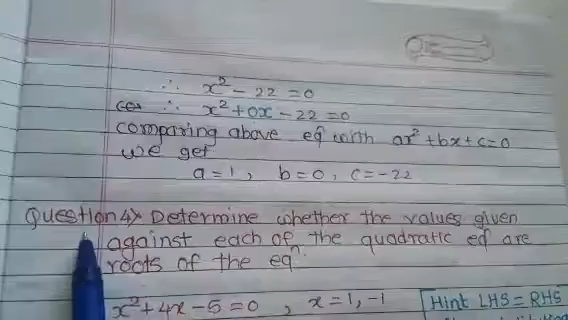 ∴ x² - 22 = 0
∴ x² + 0x - 22 = 0
comparing above eq with ax² + bx + c = 0
we get
a = 1, b = 0, c = -22
Question 4) Determine whether the values given
against each of the quadratic eq are
roots of the eqⁿ
x² + 4x - 5 = 0 , x = 1, -1
Hint LHS = RHS